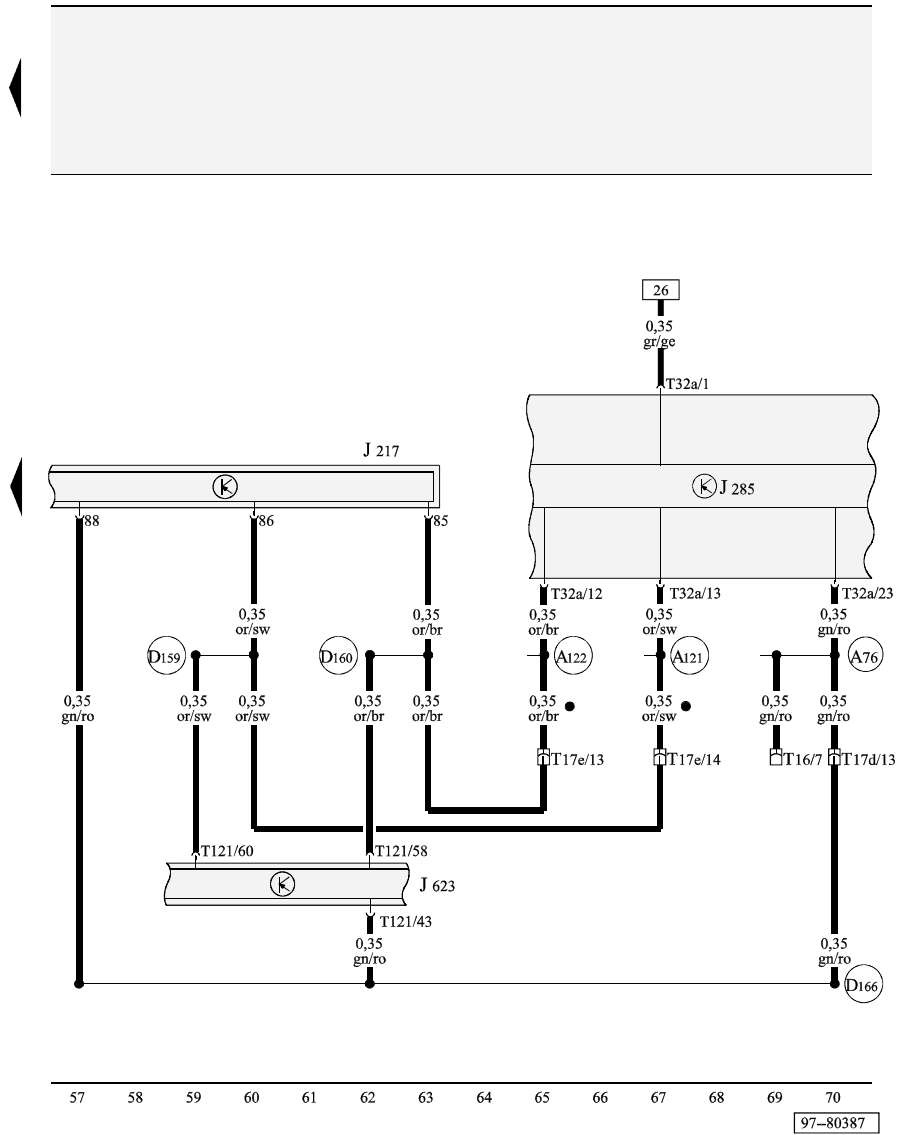 26
0,35
gr/ge
T32a/1
J 217
J 285
88
86
85
T32a/12
T32a/13
T32a/23
0,35
or/sw
0,35
or/br
0,35
or/br
0,35
or/sw
0,35
gn/ro
D159
D160
A122
A121
A76
0,35
gn/ro
0,35
or/sw
0,35
or/sw
0,35
or/br
0,35
or/br
0,35
or/br
0,35
or/sw
0,35
gn/ro
0,35
gn/ro
T17e/13
T17e/14
T16/7
T17d/13
T121/60
T121/58
J 623
T121/43
0,35
gn/ro
0,35
gn/ro
D166
57 58 59 60 61 62 63 64 65 66 67 68 69 70
97--80387